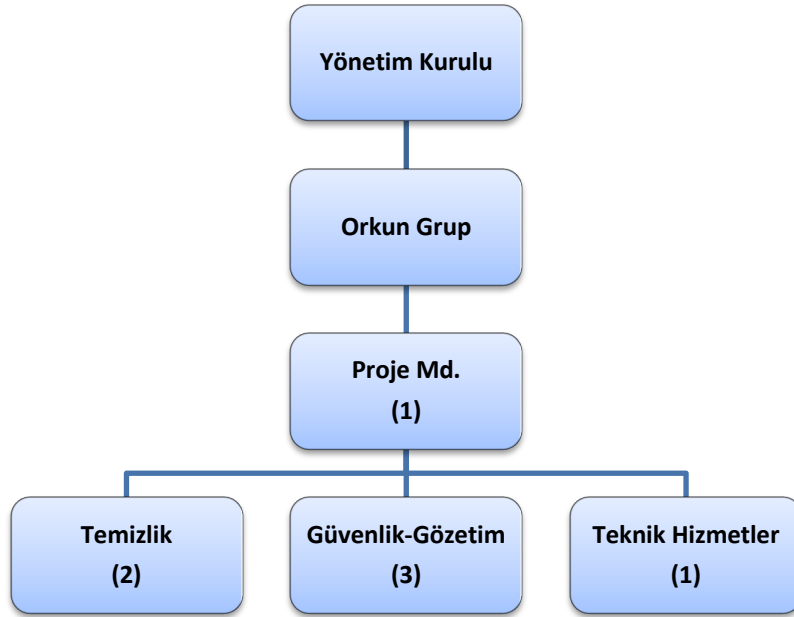 Yönetim Kurulu
Orkun Grup
Proje Md.
(1)
Temizlik
(2)
Güvenlik-Gözetim
(3)
Teknik Hizmetler
(1)